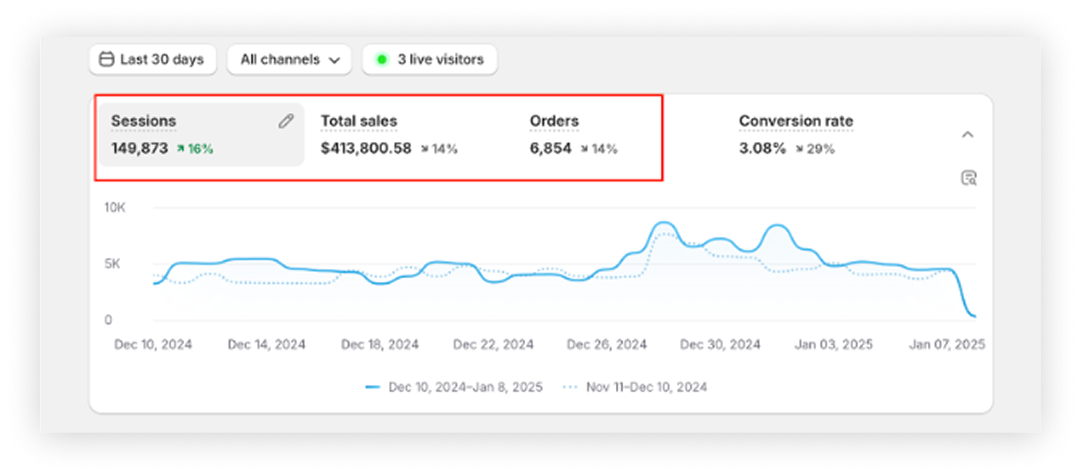 Last 30 days All channels 3 live visitors
Sessions Total sales Orders Conversion rate
149,873 ↗ 16% $413,800.58 ↘ 14% 6,854 ↘ 14% 3.08% ↘ 29%
10K
5K
0
Dec 10, 2024 Dec 14, 2024 Dec 18, 2024 Dec 22, 2024 Dec 26, 2024 Dec 30, 2024 Jan 03, 2025 Jan 07, 2025
Dec 10, 2024–Jan 8, 2025 Nov 11–Dec 10, 2024